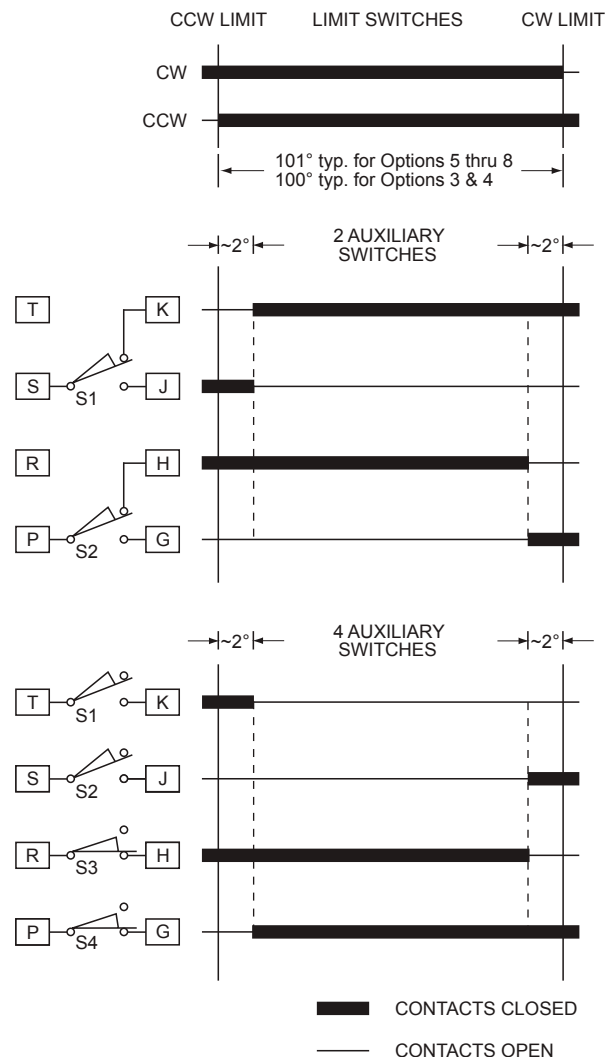 CCW LIMIT LIMIT SWITCHES CW LIMIT
CW
CCW
101° typ. for Options 5 thru 8
100° typ. for Options 3 & 4
~2° 2 AUXILIARY SWITCHES ~2°
T K
S S1 J
R H
P S2 G
~2° 4 AUXILIARY SWITCHES ~2°
T S1 K
S S2 J
R S3 H
P S4 G
CONTACTS CLOSED
CONTACTS OPEN